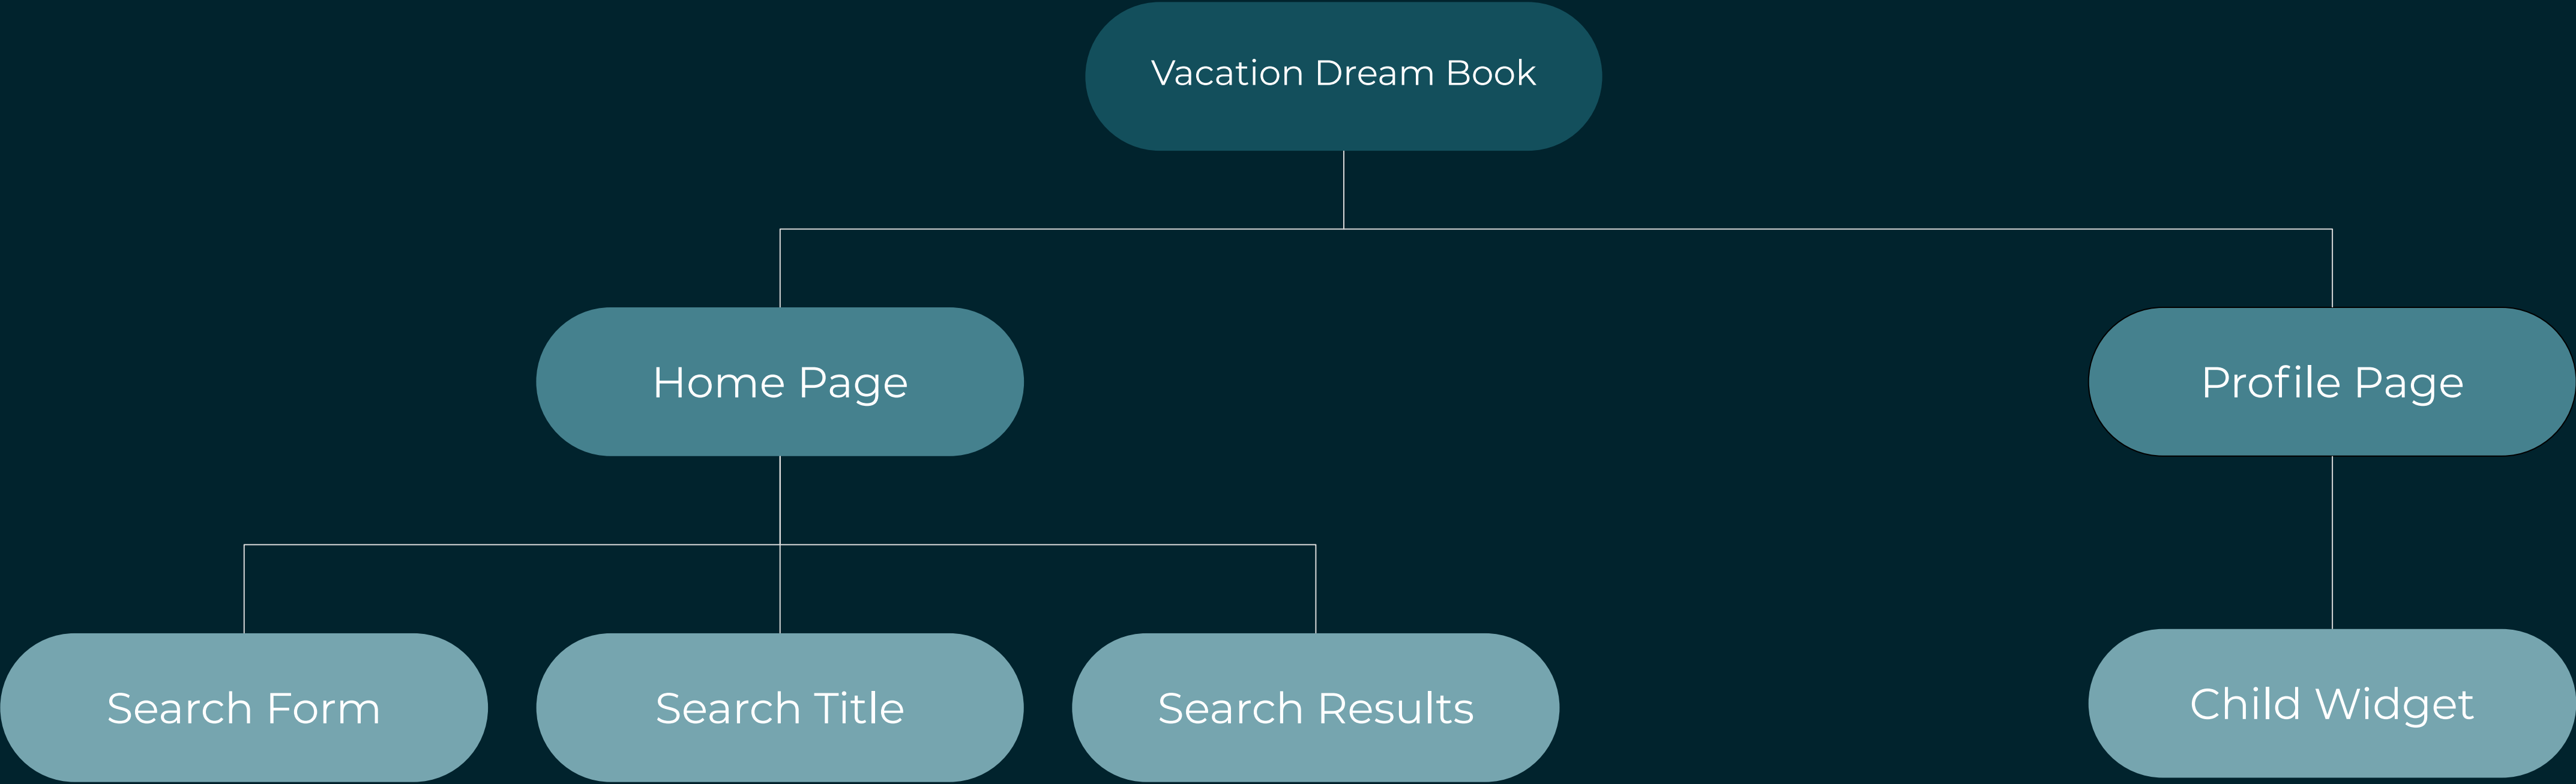 Vacation Dream Book
Home Page
Profile Page
Search Form
Search Title
Search Results
Child Widget